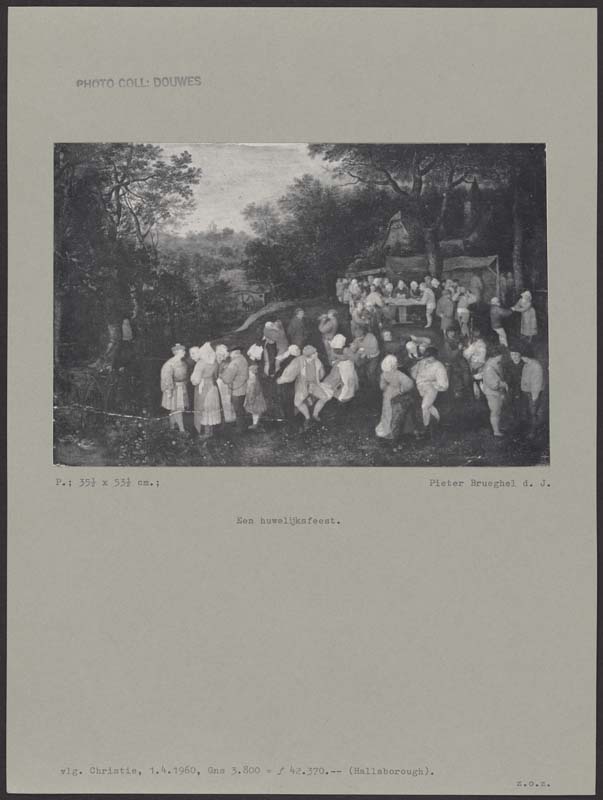 PHOTO COLL: DOUWES
P.; 35½ x 53½ cm.;
Pieter Brueghel d. J.
Een huwelijksfeest.
vlg. Christie, 1.4.1960, Gns 3.800 = ƒ 42.370.-- (Hallsborough).
z.o.z.